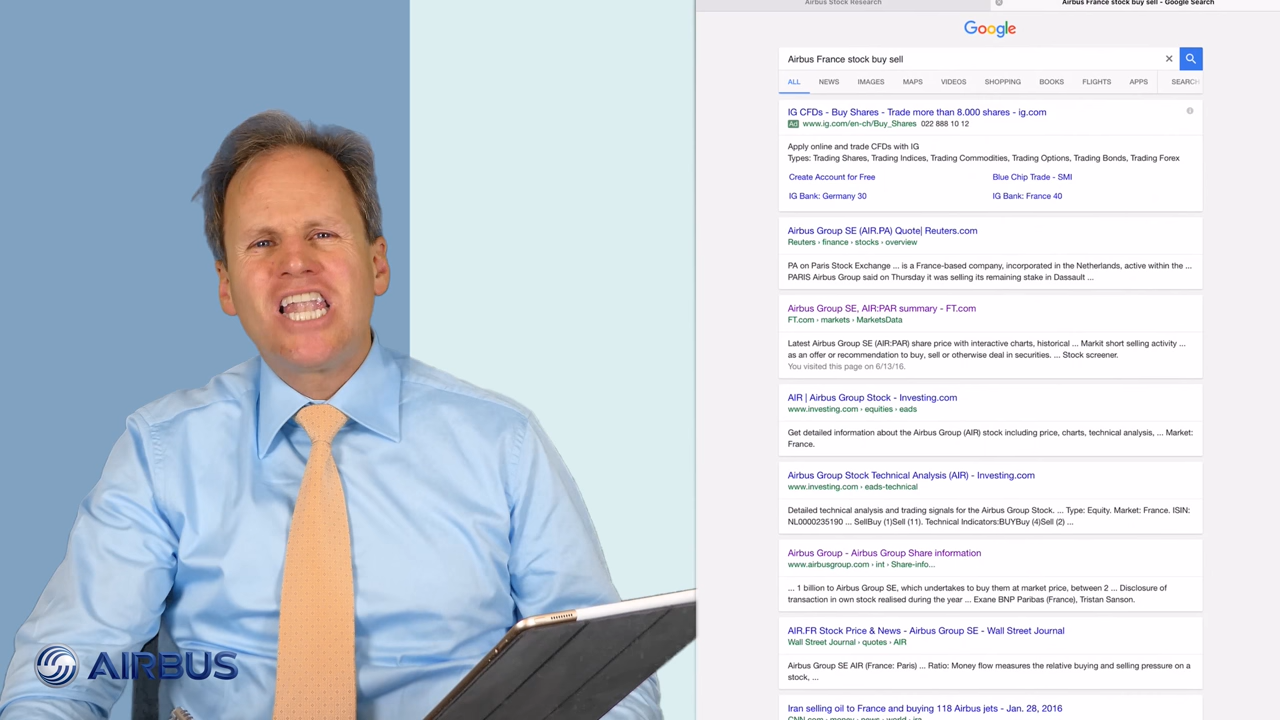 AIRBUS
Airbus Stock Research
Airbus France stock buy sell - Google Search
Google
Airbus France stock buy sell
ALL NEWS IMAGES MAPS VIDEOS SHOPPING BOOKS FLIGHTS APPS SEARCH
IG CFDs - Buy Shares - Trade more than 8.000 shares - ig.com
Ad www.ig.com/en-ch/Buy_Shares 022 888 10 12
Apply online and trade CFDs with IG
Types: Trading Shares, Trading Indices, Trading Commodities, Trading Options, Trading Bonds, Trading Forex
Create Account for Free Blue Chip Trade - SMI
IG Bank: Germany 30 IG Bank: France 40
Airbus Group SE (AIR.PA) Quote| Reuters.com
Reuters › finance › stocks › overview
PA on Paris Stock Exchange ... is a France-based company, incorporated in the Netherlands, active within the ...
PARIS Airbus Group said on Thursday it was selling its remaining stake in Dassault ...
Airbus Group SE, AIR:PAR summary - FT.com
FT.com › markets › MarketsData
Latest Airbus Group SE (AIR:PAR) share price with interactive charts, historical ... Markit short selling activity ...
as an offer or recommendation to buy, sell or otherwise deal in securities. ... Stock screener.
You visited this page on 6/13/16.
AIR | Airbus Group Stock - Investing.com
www.investing.com › equities › eads
Get detailed information about the Airbus Group (AIR) stock including price, charts, technical analysis, ... Market:
France.
Airbus Group Stock Technical Analysis (AIR) - Investing.com
www.investing.com › eads-technical
Detailed technical analysis and trading signals for the Airbus Group Stock. ... Type: Equity. Market: France. ISIN:
NL0000235190 ... SellBuy (1)Sell (11). Technical Indicators:BUYBuy (4)Sell (2) ...
Airbus Group - Airbus Group Share information
www.airbusgroup.com › int › Share-info...
... 1 billion to Airbus Group SE, which undertakes to buy them at market price, between 2 ... Disclosure of
transaction in own stock realised during the year ... Exane BNP Paribas (France), Tristan Sanson.
AIR.FR Stock Price & News - Airbus Group SE - Wall Street Journal
Wall Street Journal › quotes › AIR
Airbus Group SE AIR (France: Paris) ... Ratio: Money flow measures the relative buying and selling pressure on a
stock, ...
Iran selling oil to France and buying 118 Airbus jets - Jan. 28, 2016
CNN.com › money › news › world › ira